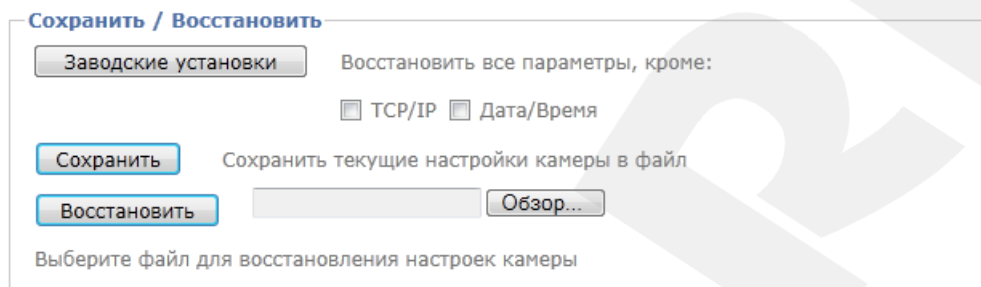 Сохранить / Восстановить
Заводские установки Восстановить все параметры, кроме:
TCP/IP Дата/Время
Сохранить Сохранить текущие настройки камеры в файл
Восстановить Обзор...
Выберите файл для восстановления настроек камеры